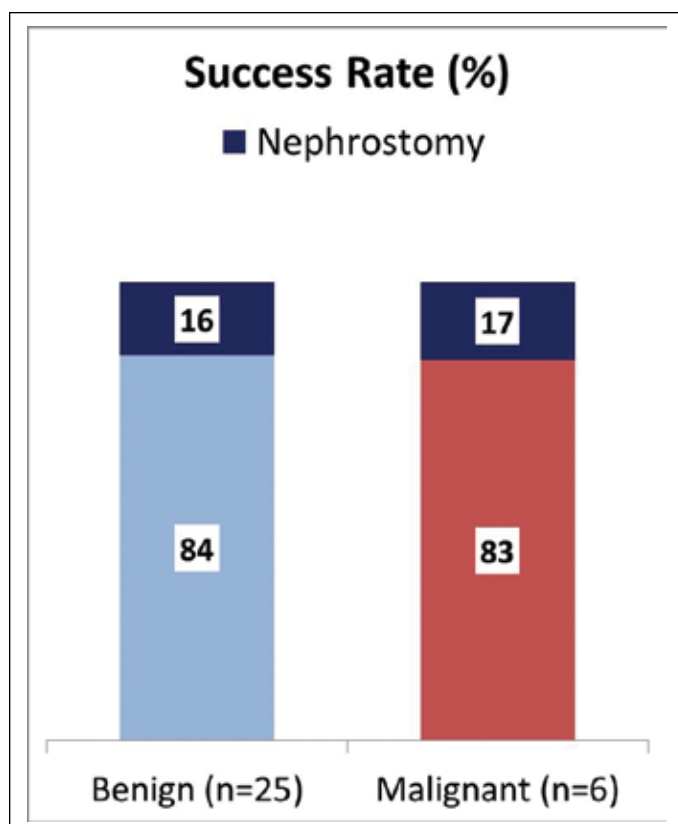 Success Rate (%)
Nephrostomy
16
17
84
83
Benign (n=25)
Malignant (n=6)